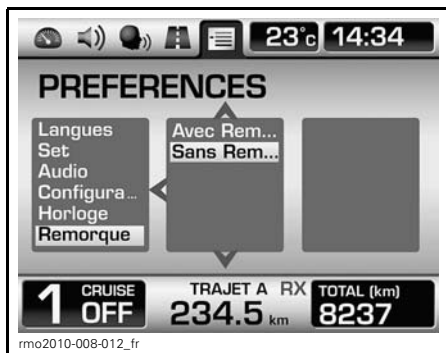 23°c 14:34
PREFERENCES
Langues
Set
Audio
Configura...
Horloge
Remorque
Avec Rem...
Sans Rem...
1 CRUISE OFF
TRAJET A RX
234.5 km
TOTAL (km)
8237
rmo2010-008-012_fr